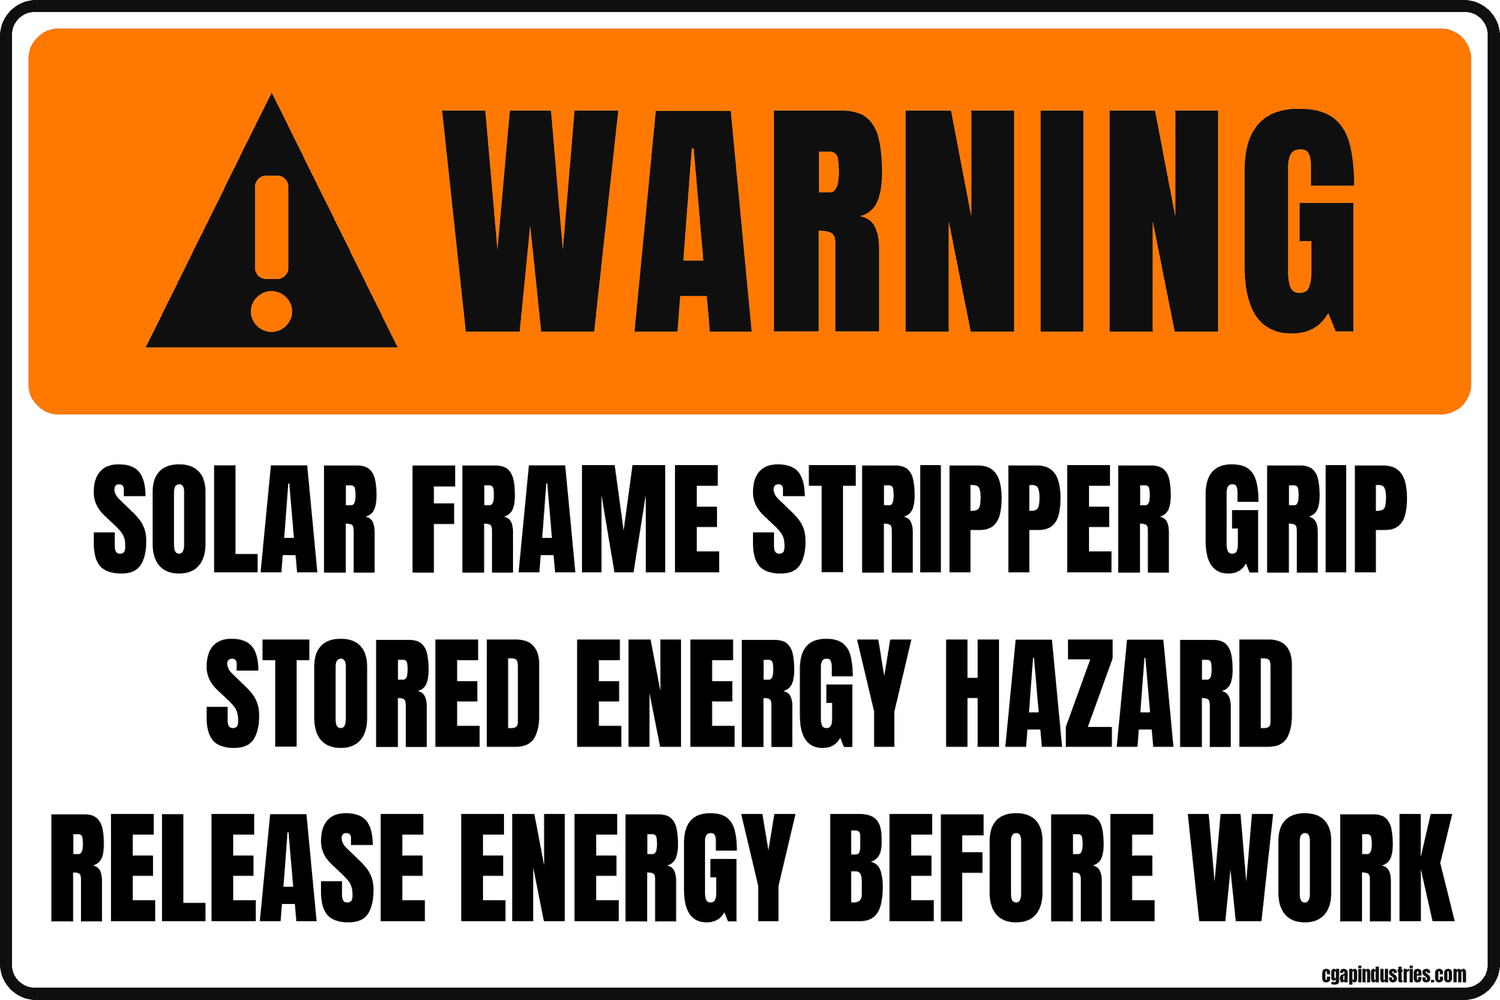 WARNING
SOLAR FRAME STRIPPER GRIP
STORED ENERGY HAZARD
RELEASE ENERGY BEFORE WORK
cgapindustries.com